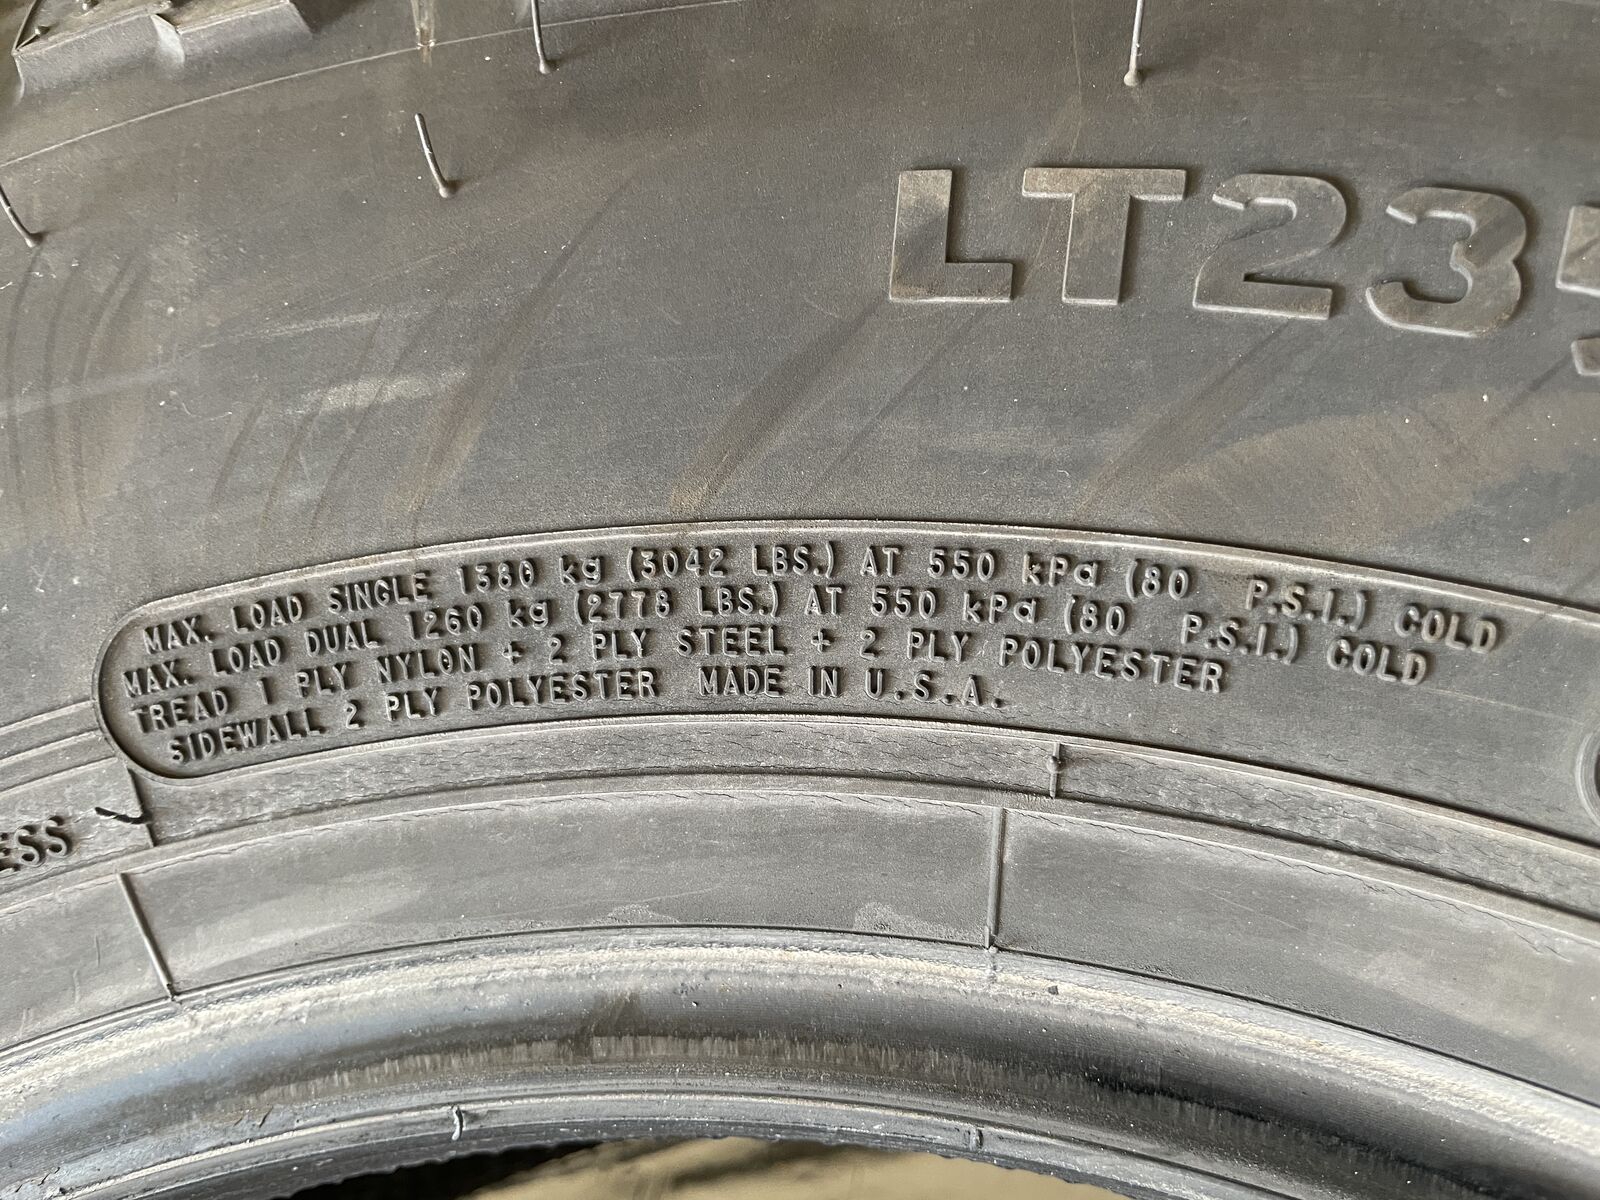 LT235
MAX. LOAD SINGLE 1380 kg (3042 LBS.) AT 550 kPa (80 P.S.I.) COLD
MAX. LOAD DUAL 1260 kg (2778 LBS.) AT 550 kPa (80 P.S.I.) COLD
TREAD 1 PLY NYLON + 2 PLY STEEL + 2 PLY POLYESTER
SIDEWALL 2 PLY POLYESTER MADE IN U.S.A.
ESS